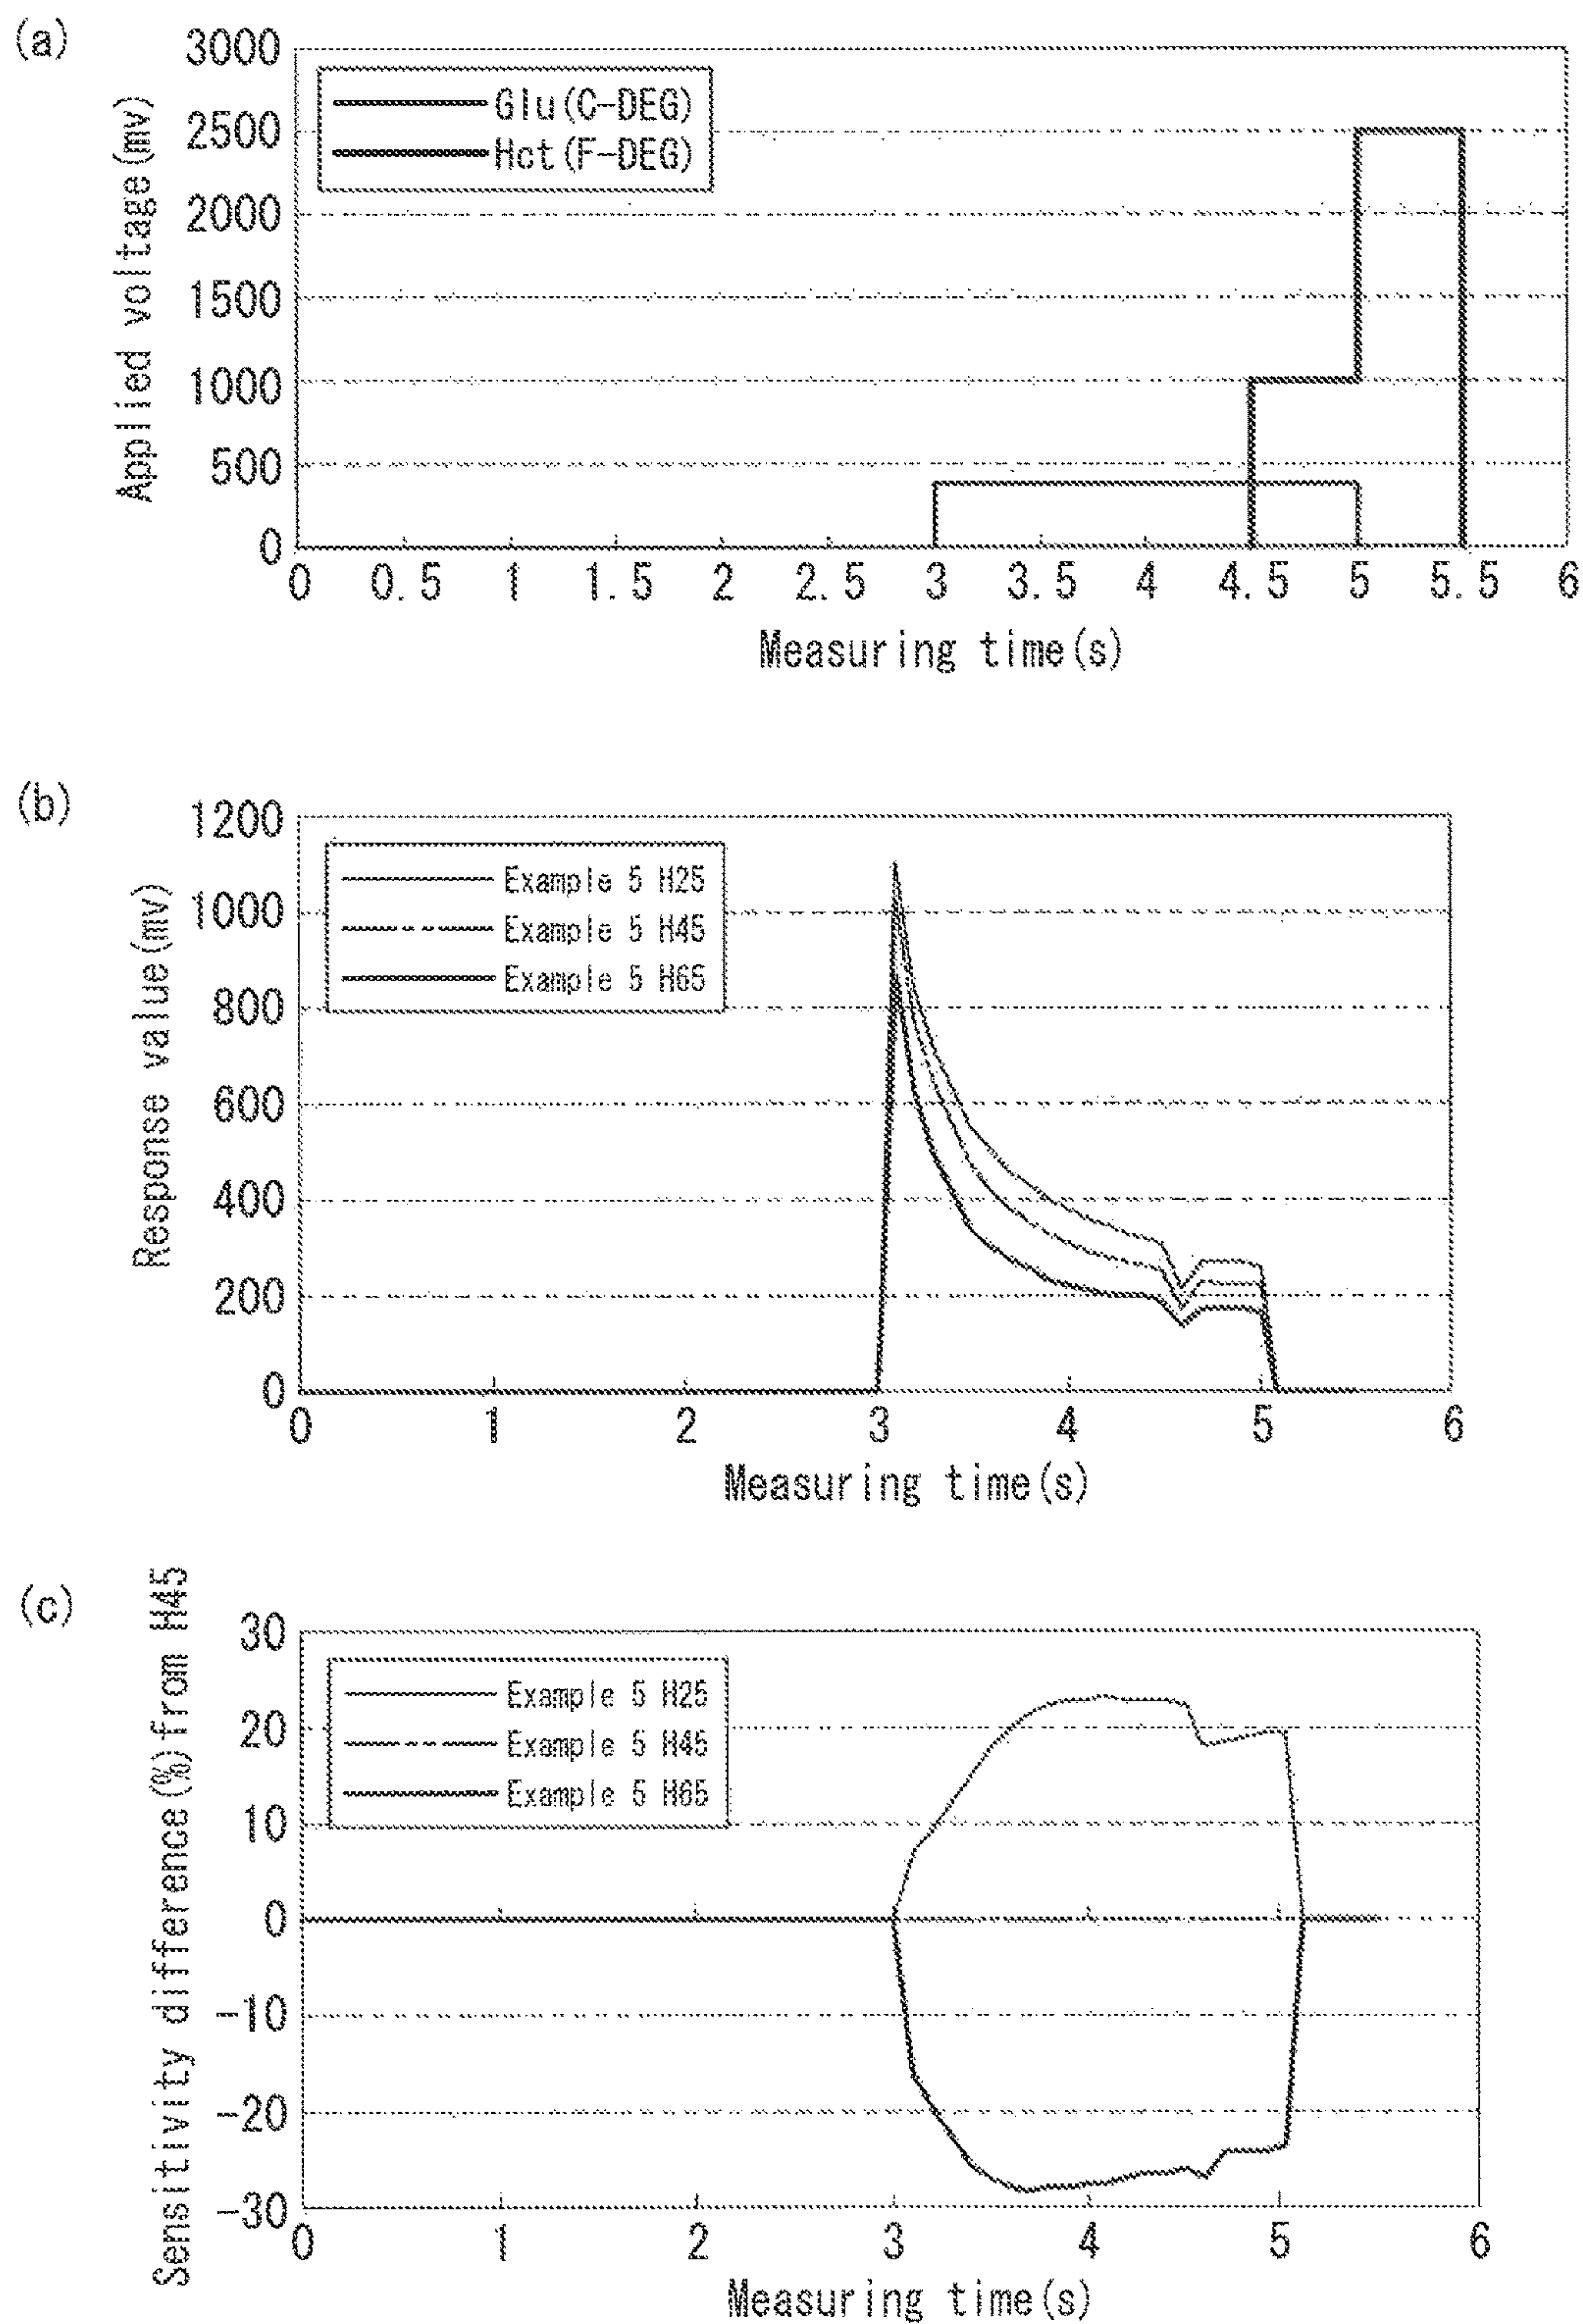 (a)
Applied voltage(mv)
3000
2500
2000
1500
1000
500
0
Glu(C-DEG)
Hct(F-DEG)
0 0.5 1 1.5 2 2.5 3 3.5 4 4.5 5 5.5 6
Measuring time(s)
(b)
Response value(mv)
1200
1000
800
600
400
200
0
Example 5 H25
Example 5 H45
Example 5 H65
0 1 2 3 4 5 6
Measuring time(s)
(c)
Sensitivity difference(%)from H45
30
20
10
0
-10
-20
-30
Example 5 H25
Example 5 H45
Example 5 H65
0 1 2 3 4 5 6
Measuring time(s)